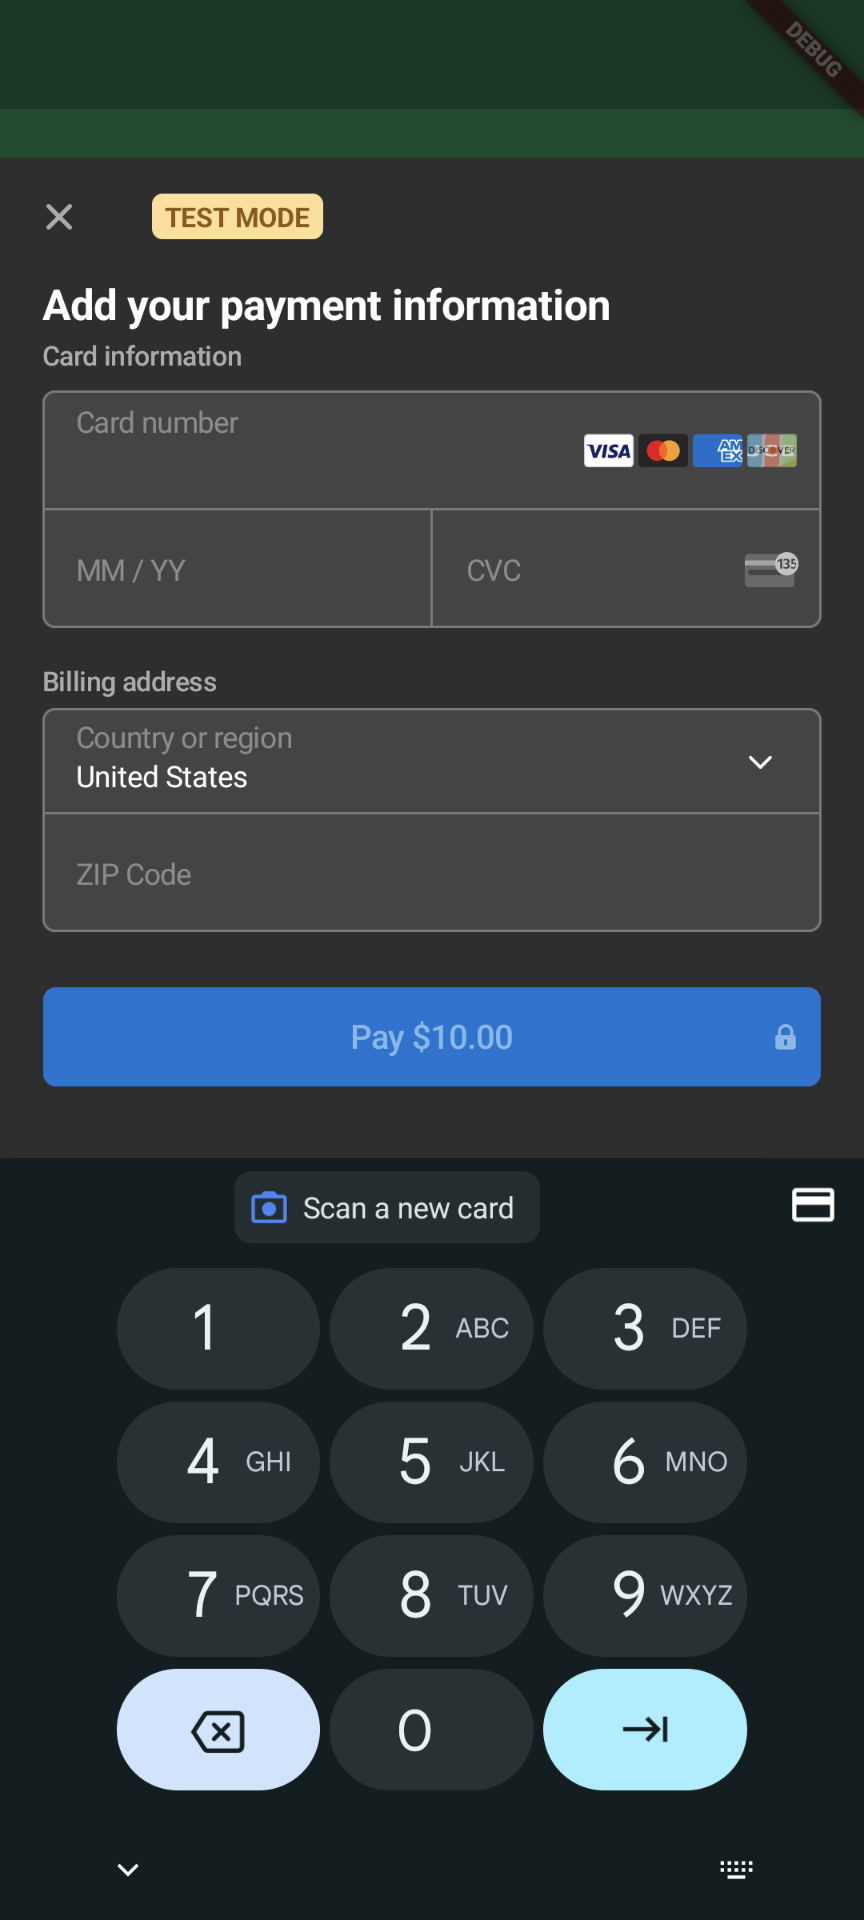 DEBUG
TEST MODE
Add your payment information
Card information
Card number
VISA AMEX DISCOVER
MM / YY
CVC
135
Billing address
Country or region
United States
ZIP Code
Pay $10.00
Scan a new card
1
2 ABC
3 DEF
4 GHI
5 JKL
6 MNO
7 PQRS
8 TUV
9 WXYZ
0